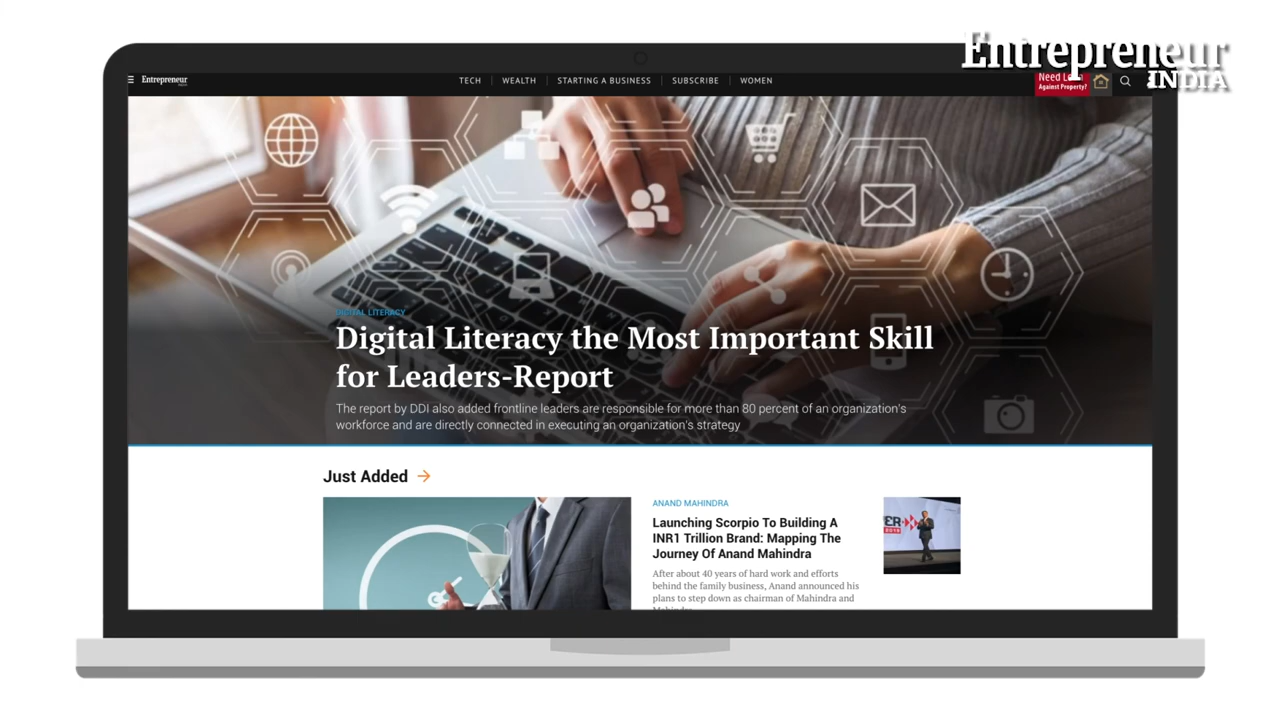 Entrepreneur
INDIA
Entrepreneur
TECH
WEALTH
STARTING A BUSINESS
SUBSCRIBE
WOMEN
Need
Against Property?
DIGITAL LITERACY
Digital Literacy the Most Important Skill
for Leaders-Report
The report by DDI also added frontline leaders are responsible for more than 80 percent of an organization's
workforce and are directly connected in executing an organization's strategy
Just Added
ANAND MAHINDRA
Launching Scorpio To Building A
INR1 Trillion Brand: Mapping The
Journey Of Anand Mahindra
After about 40 years of hard work and efforts
behind the family business, Anand announced his
plans to step down as chairman of Mahindra and